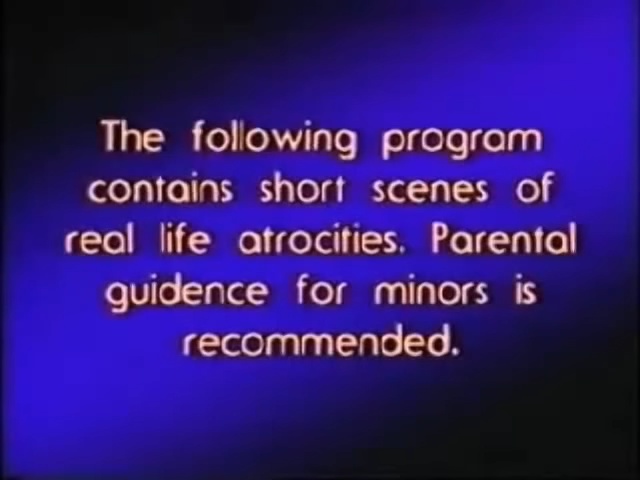 The following program
contains short scenes of
real life atrocities. Parental
guidence for minors is
recommended.